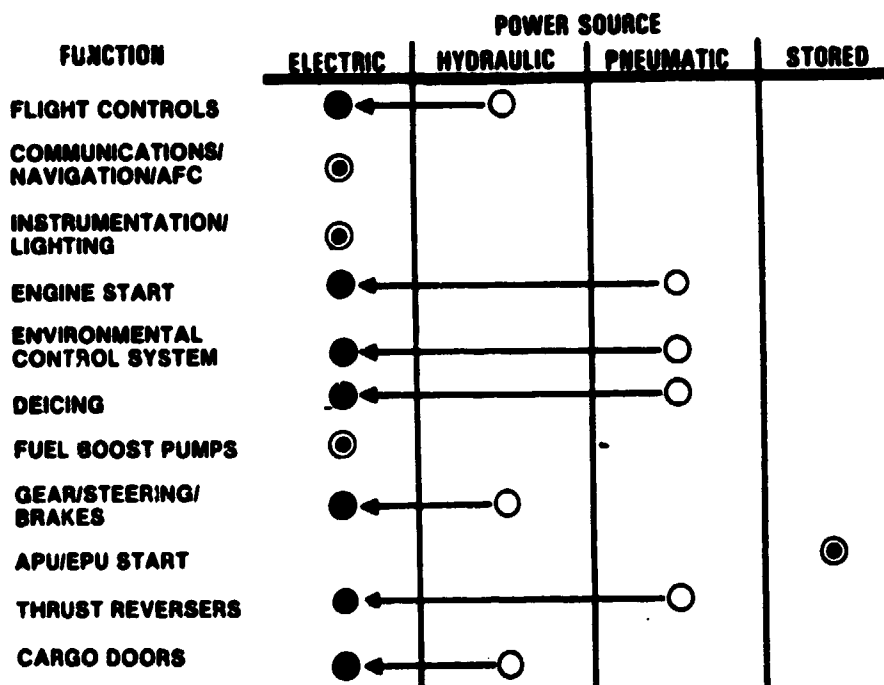 POWER SOURCE
FUNCTION ELECTRIC HYDRAULIC PNEUMATIC STORED
FLIGHT CONTROLS
COMMUNICATIONS/
NAVIGATION/AFC
INSTRUMENTATION/
LIGHTING
ENGINE START
ENVIRONMENTAL
CONTROL SYSTEM
DEICING
FUEL BOOST PUMPS
GEAR/STEERING/
BRAKES
APU/EPU START
THRUST REVERSERS
CARGO DOORS